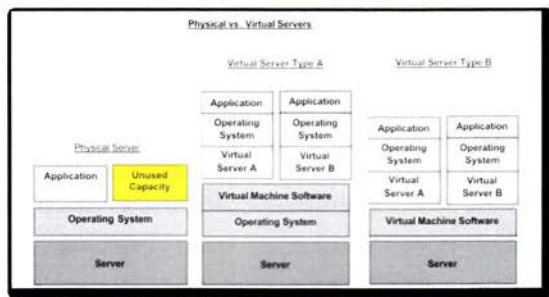 Physical vs. Virtual Servers
Virtual Server Type A
Virtual Server Type B
Physical Server
Application
Unused
Capacity
Operating System
Server
Application
Operating
System
Virtual
Server A
Application
Operating
System
Virtual
Server B
Virtual Machine Software
Operating System
Server
Application
Operating
System
Virtual
Server A
Application
Operating
System
Virtual
Server B
Virtual Machine Software
Server